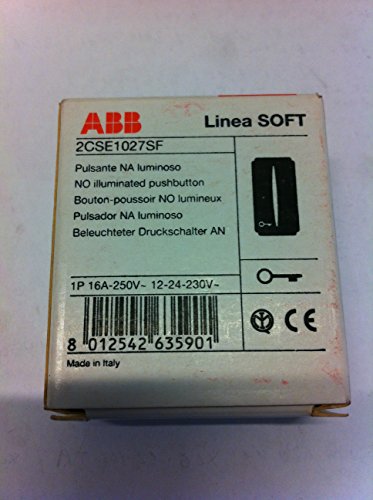 ABB Linea SOFT
2CSE1027SF
Pulsante NA luminoso
NO illuminated pushbutton
Bouton-poussoir NO lumineux
Pulsador NA luminoso
Beleuchteter Druckschalter AN
1P 16A-250V~ 12-24-230V~
CE
8 012542 635901
Made in Italy